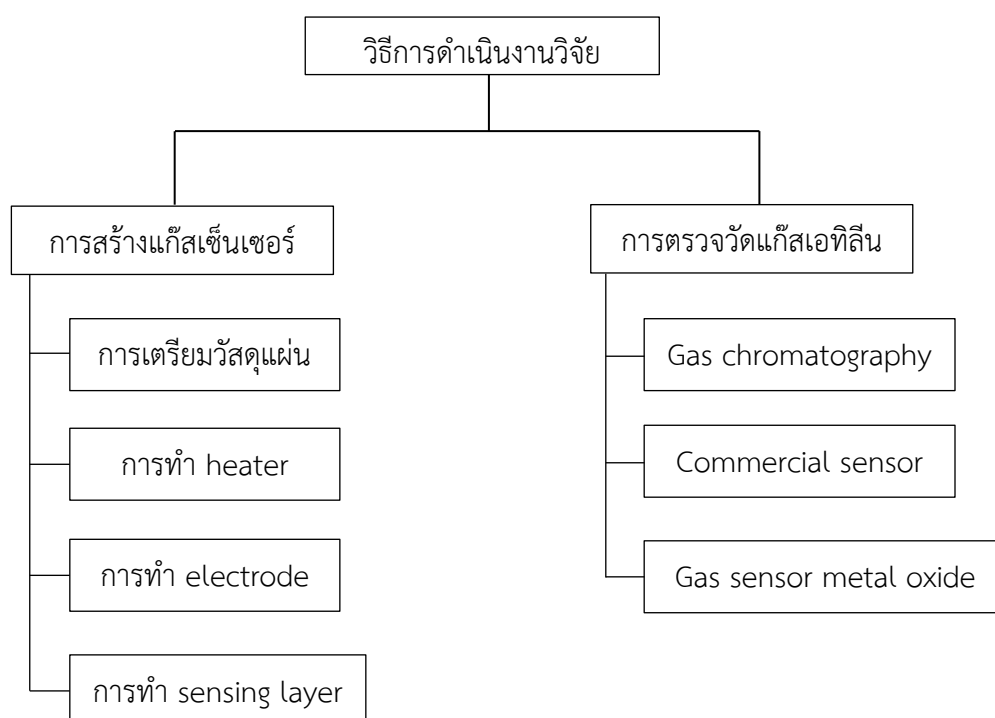 วิธีการดำเนินงานวิจัย
การสร้างแก๊สเซ็นเซอร์
การเตรียมวัสดุแผ่น
การทำ heater
การทำ electrode
การทำ sensing layer
การตรวจวัดแก๊สเอทิลีน
Gas chromatography
Commercial sensor
Gas sensor metal oxide